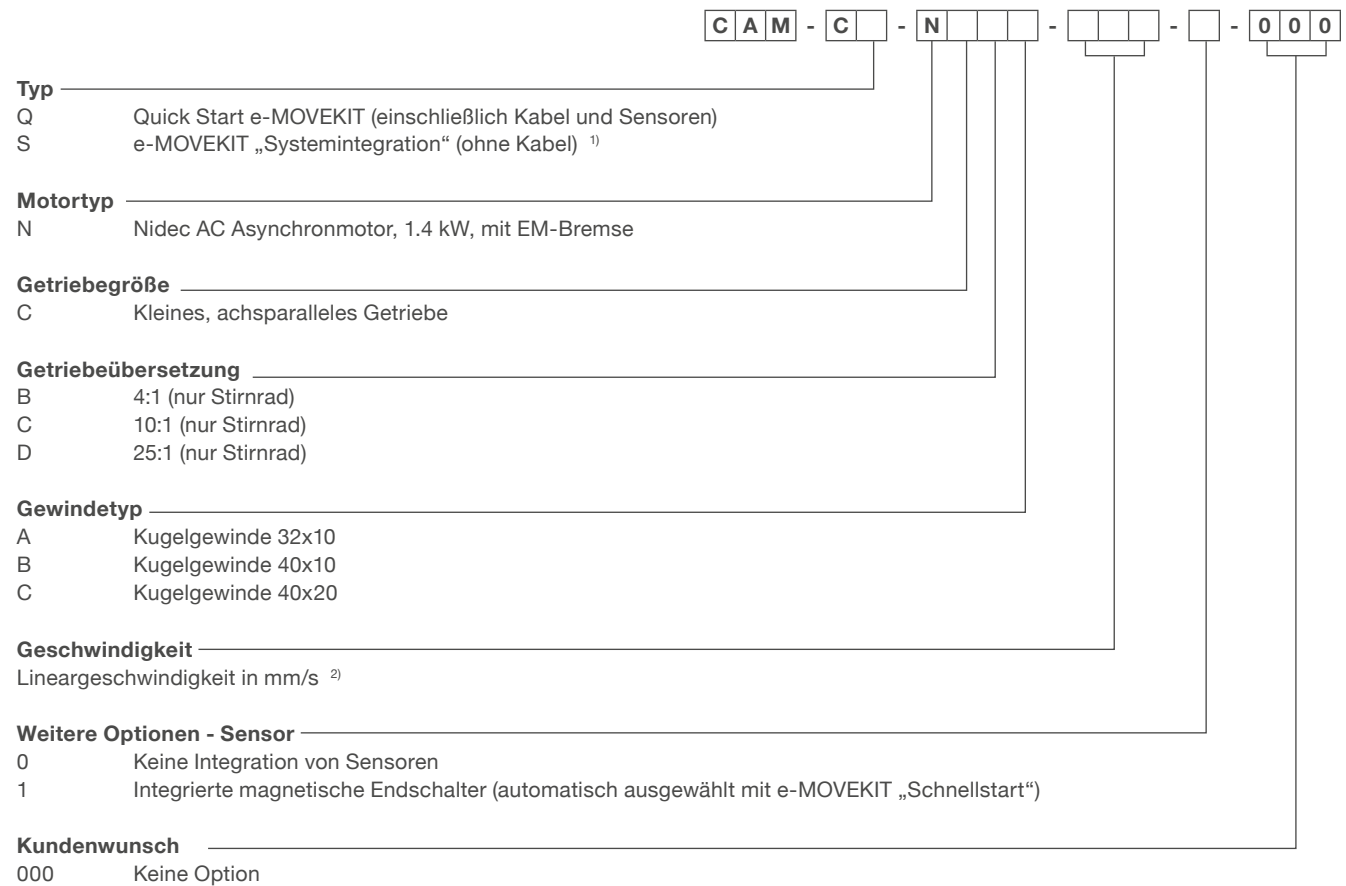 CAM - C - N - - - 000
Typ
Q Quick Start e-MOVEKIT (einschließlich Kabel und Sensoren)
S e-MOVEKIT „Systemintegration“ (ohne Kabel) 1)
Motortyp
N Nidec AC Asynchronmotor, 1.4 kW, mit EM-Bremse
Getriebegröße
C Kleines, achsparalleles Getriebe
Getriebeübersetzung
B 4:1 (nur Stirnrad)
C 10:1 (nur Stirnrad)
D 25:1 (nur Stirnrad)
Gewindetyp
A Kugelgewinde 32x10
B Kugelgewinde 40x10
C Kugelgewinde 40x20
Geschwindigkeit
Lineargeschwindigkeit in mm/s 2)
Weitere Optionen - Sensor
0 Keine Integration von Sensoren
1 Integrierte magnetische Endschalter (automatisch ausgewählt mit e-MOVEKIT „Schnellstart“)
Kundenwunsch
000 Keine Option